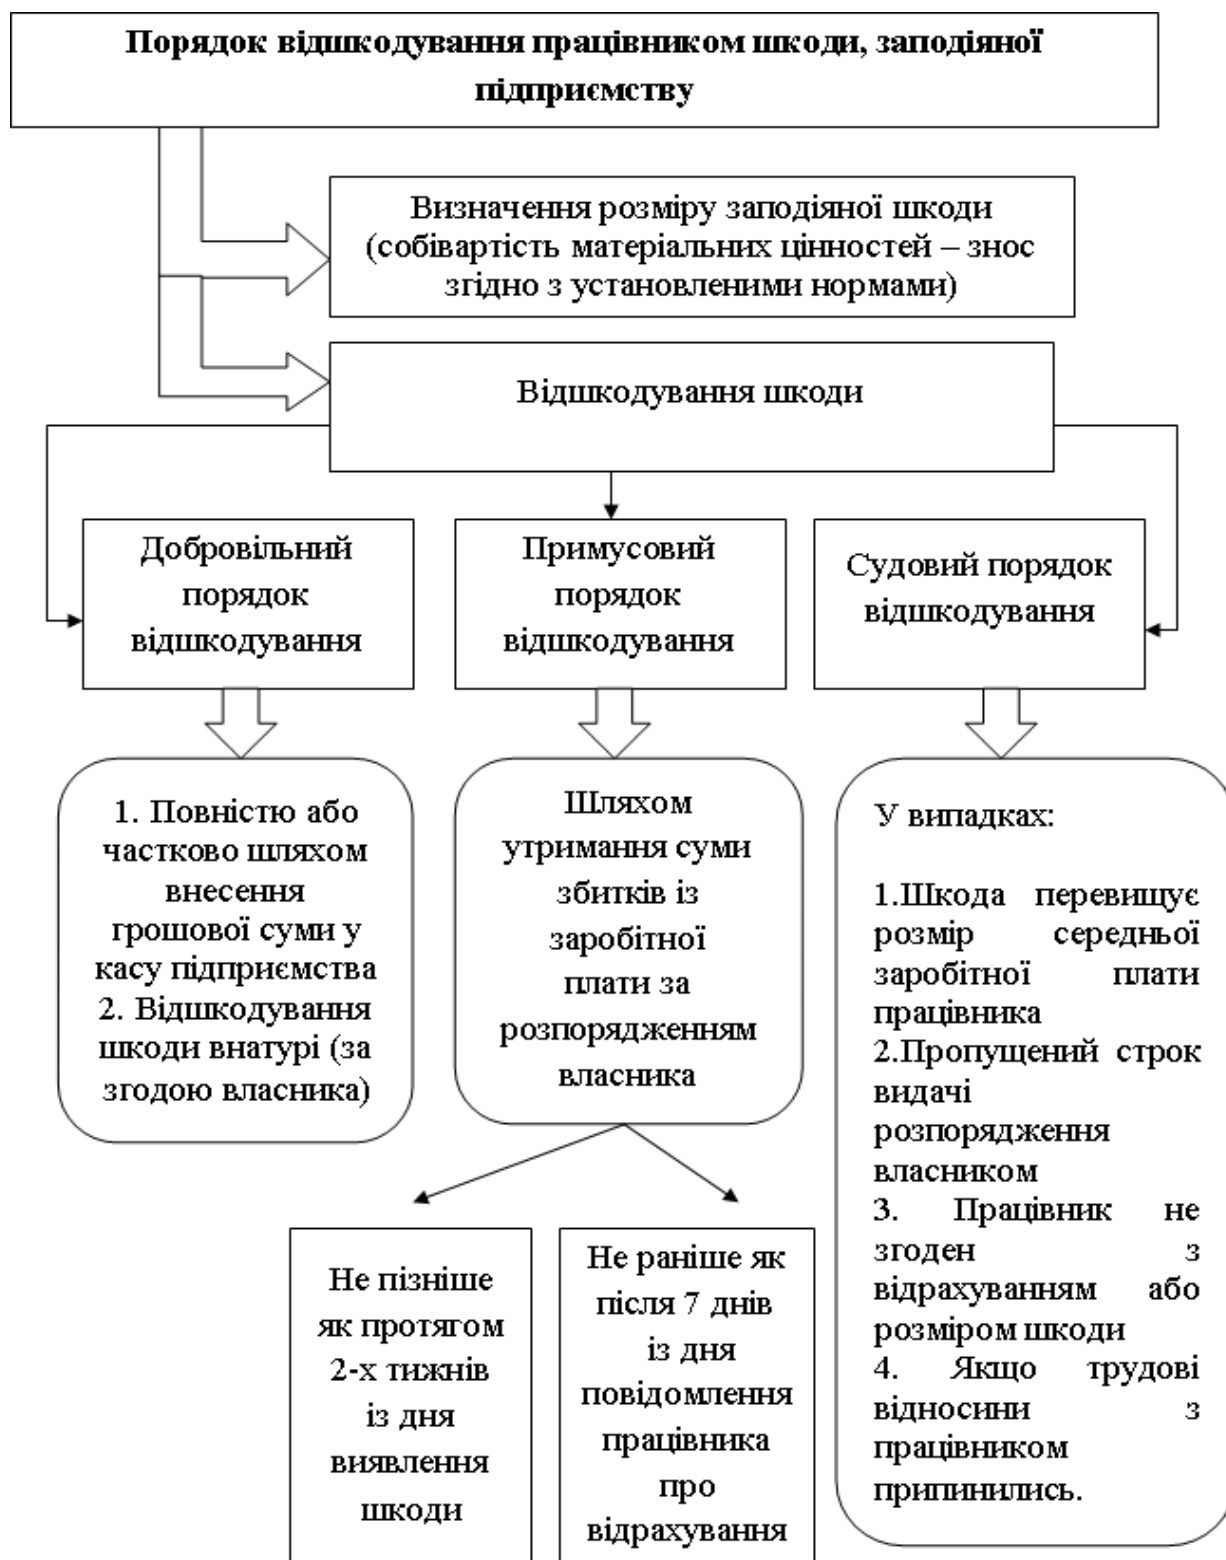 Порядок відшкодування працівником шкоди, заподіяної
підприємству
Визначення розміру заподіяної шкоди
(собівартість матеріальних цінностей – знос
згідно з установленими нормами)
Відшкодування шкоди
Добровільний
порядок
відшкодування
Примусовий
порядок
відшкодування
Судовий порядок
відшкодування
1. Повністю або
частково шляхом
внесення
грошової суми у
касу підприємства
2. Відшкодування
шкоди внатурі (за
згодою власника)
Шляхом
утримання суми
збитків із
заробітної
плати за
розпорядженням
власника
У випадках:
1.Шкода перевищує
розмір середньої
заробітної плати
працівника
2.Пропущений строк
видачі
розпорядження
власником
3. Працівник не
згоден з
відрахуванням або
розміром шкоди
4. Якщо трудові
відносини з
працівником
припинились.
Не пізніше
як протягом
2-х тижнів
із дня
виявлення
шкоди
Не раніше як
після 7 днів
із дня
повідомлення
працівника
про
відрахування